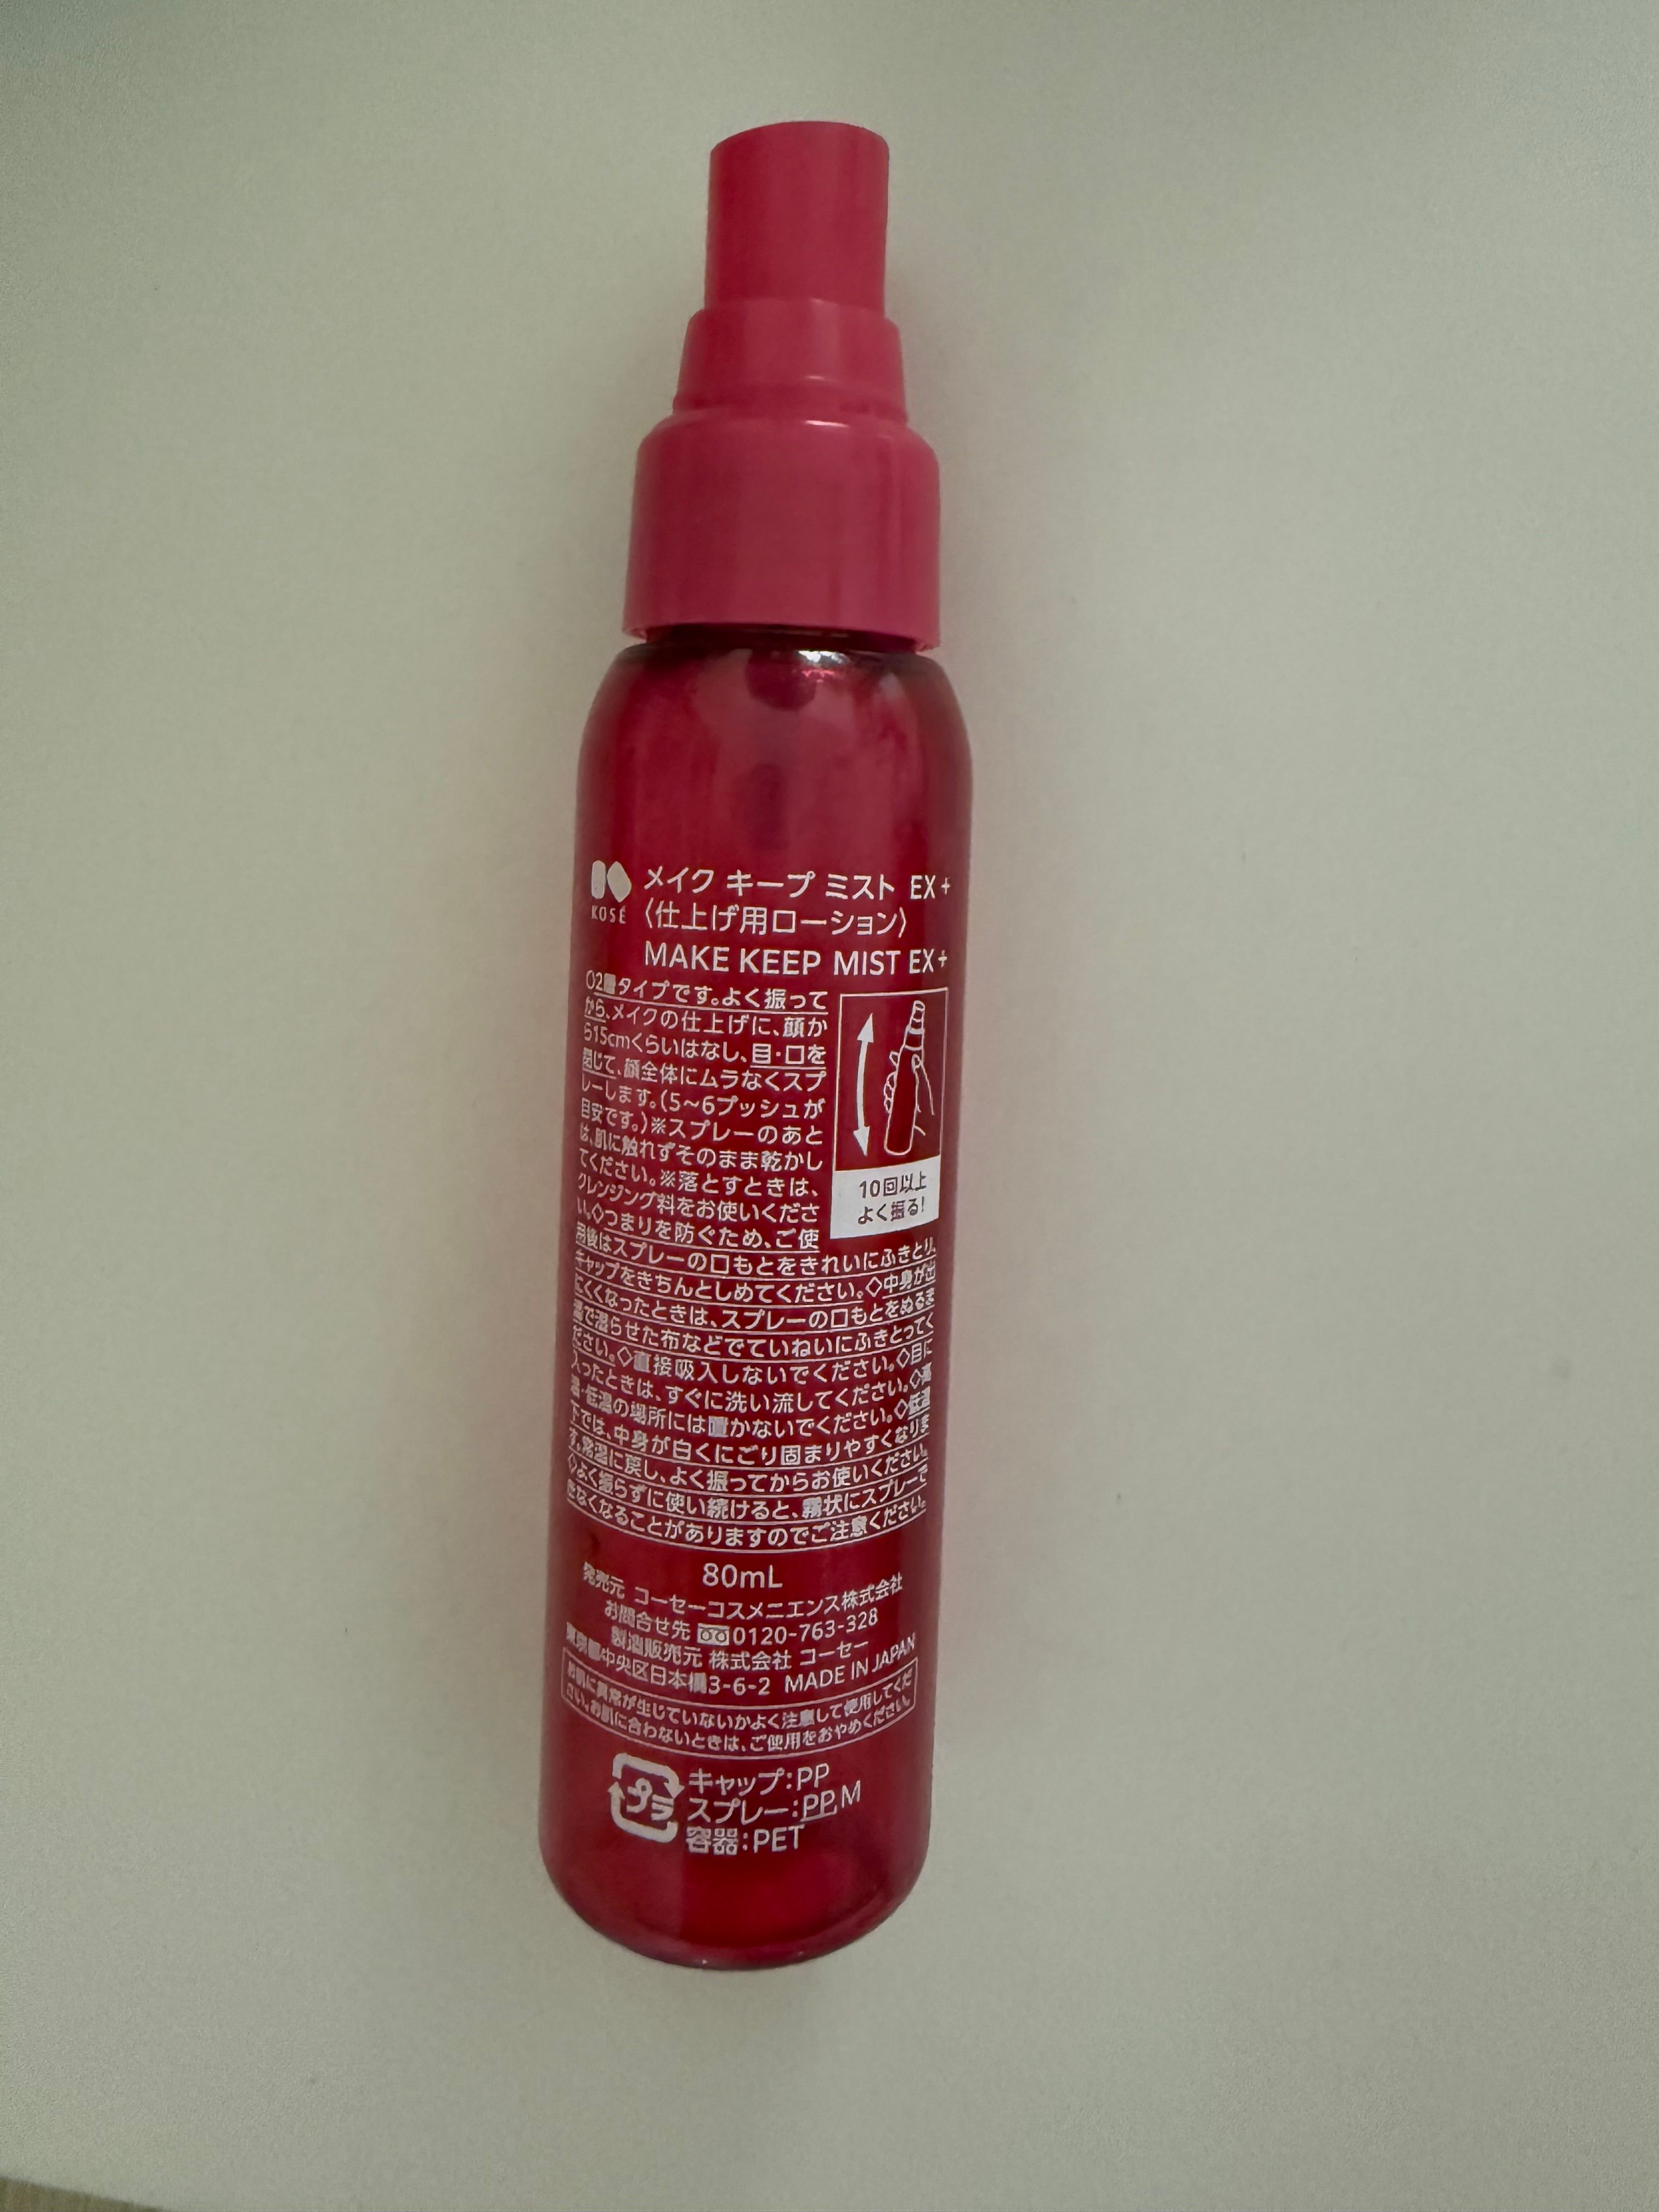 メイク キープ ミスト EX+
KOSÉ
〈仕上げ用ローション〉
MAKE KEEP MIST EX+
○2層タイプです。よく振って
から、メイクの仕上げに、顔か
ら15cmくらいはなし、目・口を
閉じて、顔全体にムラなくスプ
レーします。(5~6プッシュが
目安です。)※スプレーのあと
は、肌に触れずそのまま乾かし
てください。※落とすときは、
クレンジング料をお使いくださ
い。◇つまりを防ぐため、ご使
用後はスプレーの口もとをきれいにふきとり、
キャップをきちんとしめてください。◇中身が出
にくくなったときは、スプレーの口もとをぬるま
湯で湿らせた布などでていねいにふきとってく
ださい。◇直接吸入しないでください。◇目に
入ったときは、すぐに洗い流してください。◇高
温・低温の場所には置かないでください。◇低温
下では、中身が白くにごり固まりやすくなりま
す。常温に戻し、よく振ってからお使いください。
◇よく振らずに使い続けると、霧状にスプレーで
きなくなることがありますのでご注意ください。
10回以上
よく振る!
80mL
発売元 コーセーコスメニエンス株式会社
お問合せ先 0120-763-328
製造販売元 株式会社 コーセー
東京都中央区日本橋3-6-2 MADE IN JAPAN
お肌に異常が生じていないかよく注意して使用してくだ
さい。お肌に合わないときは、ご使用をおやめください。
プラ
キャップ:PP
スプレー:PP,M
容器:PET